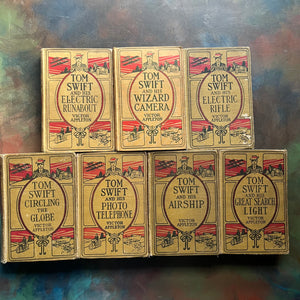 TOM SWIFT
AND HIS
ELECTRIC
RUNABOUT
VICTOR
APPLETON
TOM SWIFT
AND HIS
WIZARD
CAMERA
VICTOR
APPLETON
TOM SWIFT
AND HIS
ELECTRIC
RIFLE
VICTOR
APPLETON
TOM SWIFT
CIRCLING
THE
GLOBE
VICTOR
APPLETON
TOM SWIFT
AND HIS
PHOTO
TELEPHONE
VICTOR
APPLETON
TOM
SWIFT
AND HIS
AIRSHIP
VICTOR
APPLETON
TOM
SWIFT
AND HIS
GREAT SEARCH
LIGHT
VICTOR
APPLETON